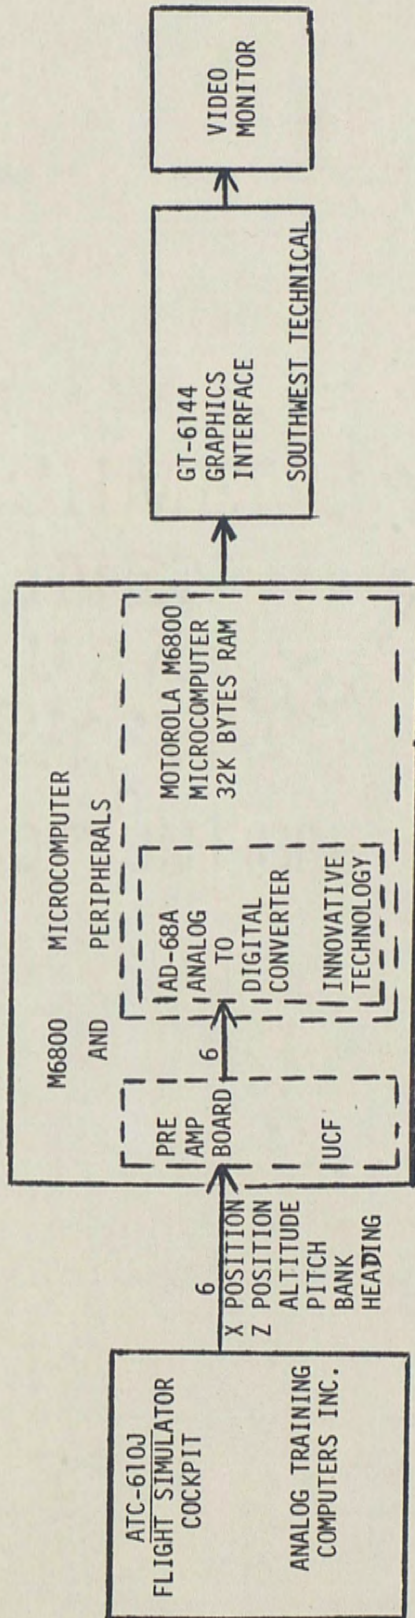 ATC-610J
FLIGHT SIMULATOR
COCKPIT
ANALOG TRAINING
COMPUTERS INC.
6
X POSITION
Z POSITION
ALTITUDE
PITCH
BANK
HEADING
M6800 MICROCOMPUTER
AND PERIPHERALS
PRE
AMP
BOARD
UCF
6
AD-68A
ANALOG
TO
DIGITAL
CONVERTER
INNOVATIVE
TECHNOLOGY
MOTOROLA M6800
MICROCOMPUTER
32K BYTES RAM
GT-6144
GRAPHICS
INTERFACE
SOUTHWEST TECHNICAL
VIDEO
MONITOR